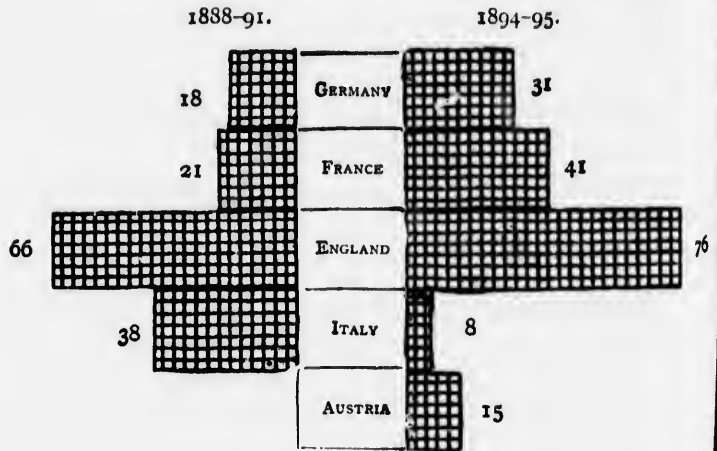 1888-91. 1894-95.
18 GERMANY 31
21 FRANCE 41
66 ENGLAND 76
38 ITALY 8
AUSTRIA 15